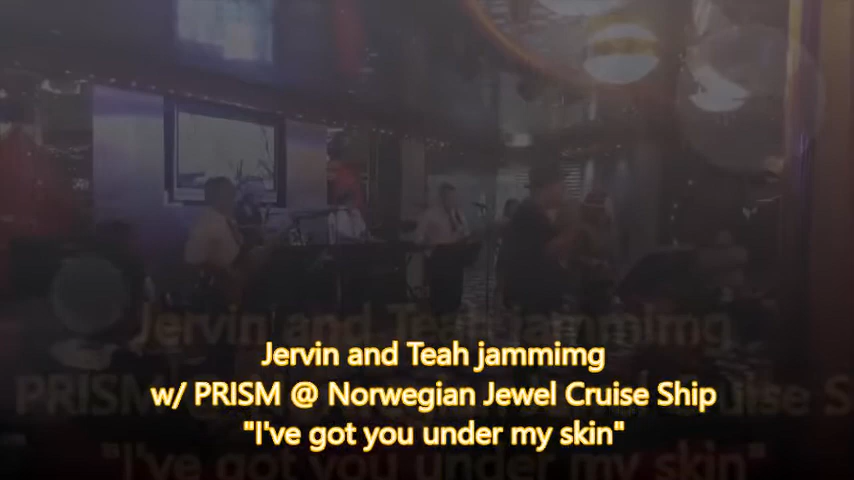 Jervin and Teah jammimg
w/ PRISM @ Norwegian Jewel Cruise Ship
"I've got you under my skin"